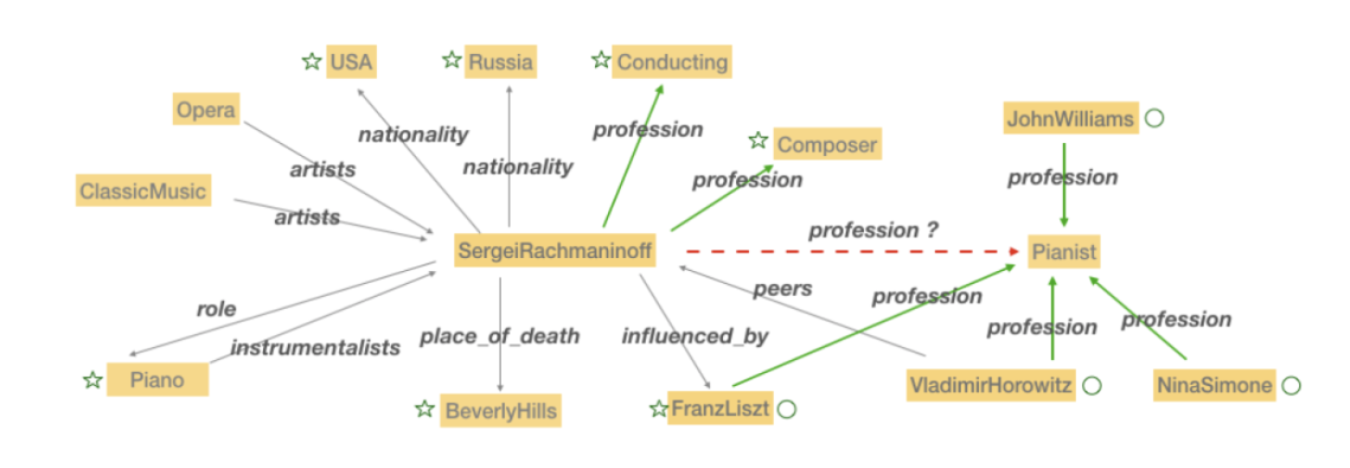 USA
Russia
Conducting
Opera
JohnWilliams
nationality
profession
Composer
artists
nationality
profession
profession
ClassicMusic
artists
profession ?
SergeiRachmaninoff
Pianist
peers
profession
role
place_of_death
influenced_by
profession
profession
instrumentalists
Piano
BeverlyHills
FranzLiszt
VladimirHorowitz
NinaSimone